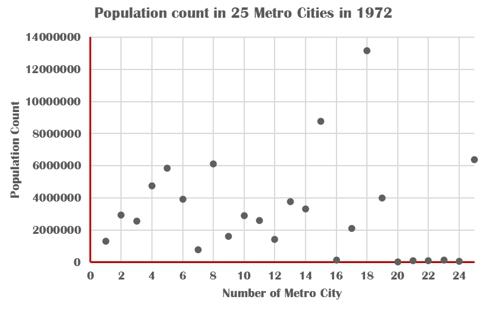 Population count in 25 Metro Cities in 1972
14000000
12000000
10000000
8000000
6000000
4000000
2000000
0
Population Count
0 2 4 6 8 10 12 14 16 18 20 22 24
Number of Metro City